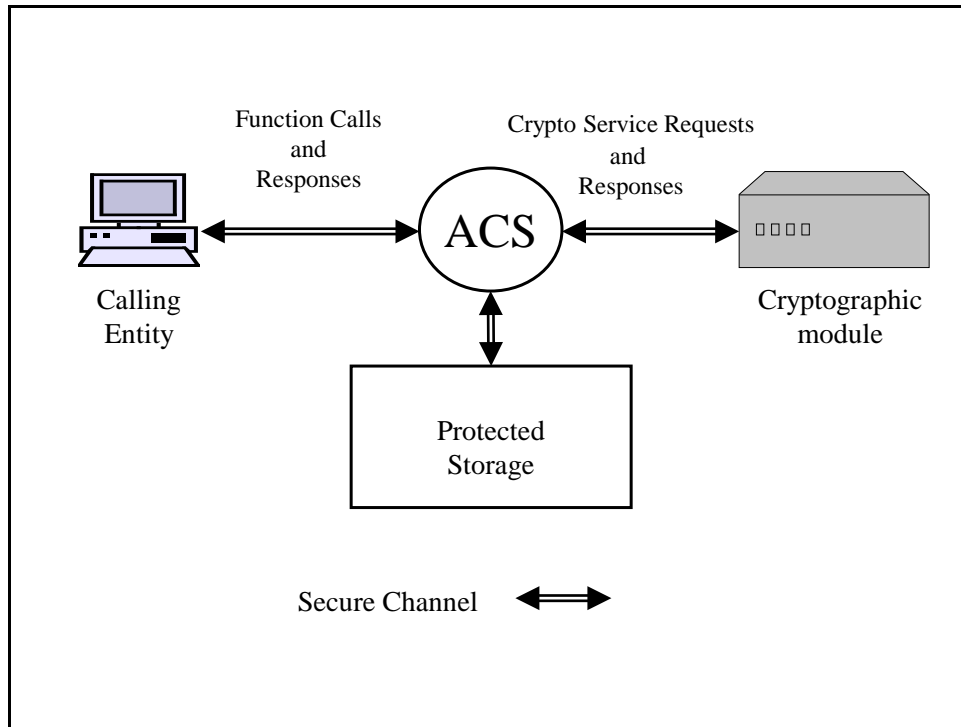 Function Calls
and
Responses
Crypto Service Requests
and
Responses
ACS
Calling
Entity
Cryptographic
module
Protected
Storage
Secure Channel